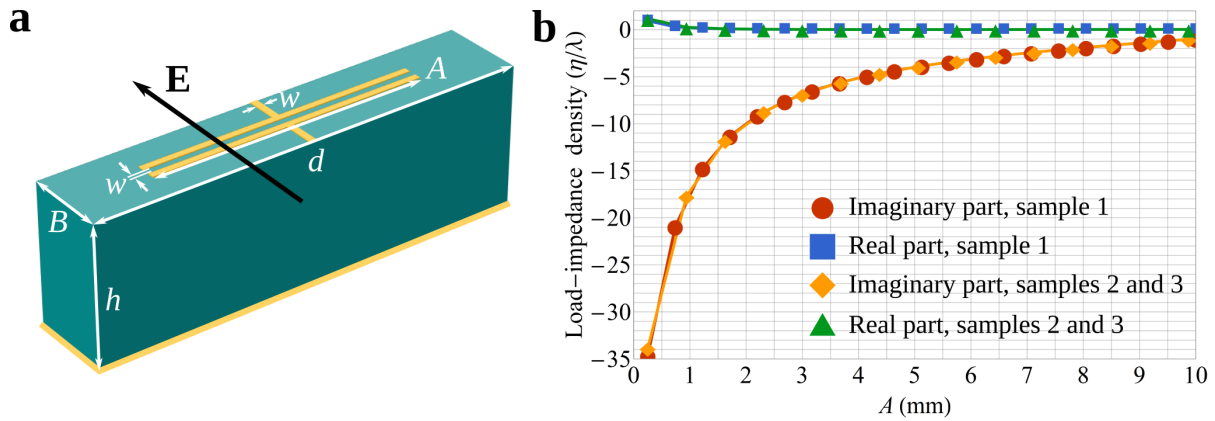 a
E
A
w
d
w
B
h
b
Load−impedance density (η/λ)
0
−5
−10
−15
−20
−25
−30
−35
Imaginary part, sample 1
Real part, sample 1
Imaginary part, samples 2 and 3
Real part, samples 2 and 3
0 1 2 3 4 5 6 7 8 9 10
A (mm)